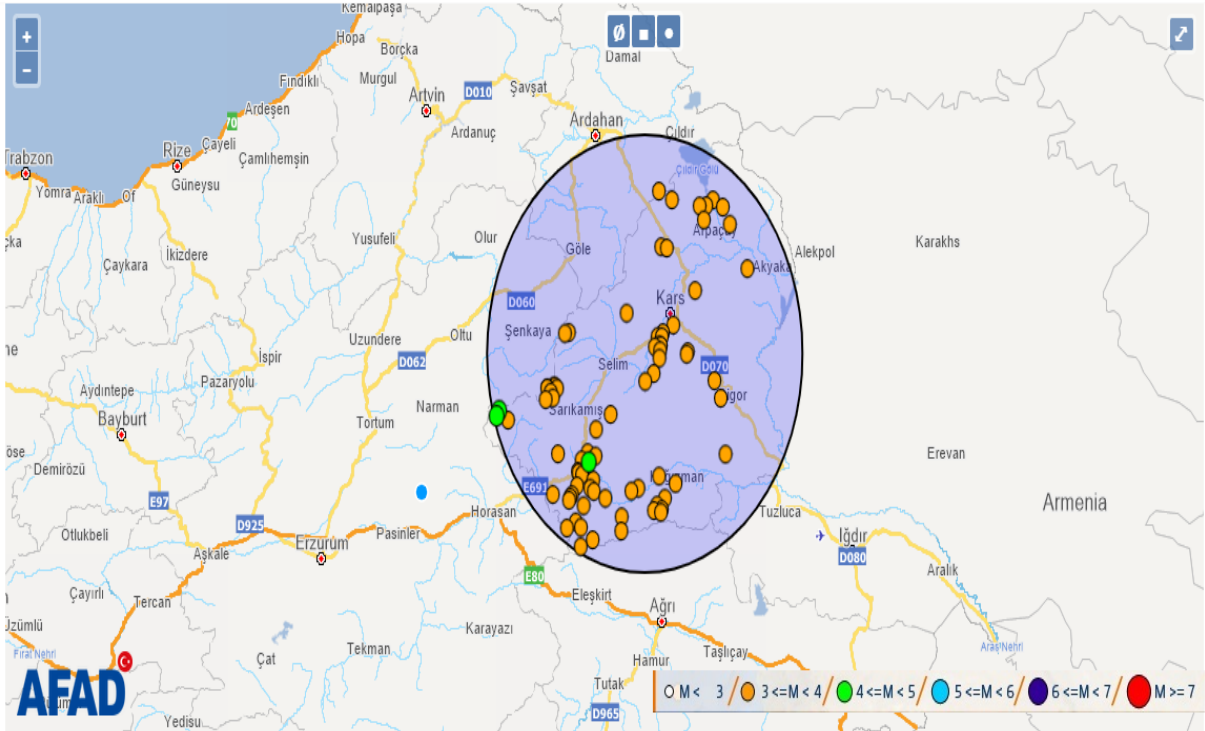 Kemalpaşa
Hopa
Borçka
Damal
Fındıklı
Murgul
Artvin
D010
Şavşat
Ardeşen
70
Ardahan
Çıldır
Ardanuç
Çayeli
Rize
Çamlıhemşin
Trabzon
Çıldır Gölü
Güneysu
Yomra
Araklı
Of
Arpaçay
Yusufeli
Olur
Göle
Karakhs
çka
İkizdere
Alekpol
Çaykara
Akyaka
D060
Kars
Şenkaya
Oltu
Uzundere
ne
İspir
D062
Selim
D070
Pazaryolu
Aydıntepe
Narman
Sarıkamış
Bayburt
Tortum
Erevan
Demirözü
E691
E97
Armenia
Horasan
Tuzluca
D925
Pasinler
Otlukbeli
Erzurum
Iğdır
Aşkale
D080
E80
Aralık
Çayırlı
Eleşkirt
Tercan
Ağrı
Üzümlü
Karayazı
Aras Nehri
Fırat Nehri
Tekman
Taşlıçay
Çat
Hamur
AFAD
Tutak
M < 3 / 3 <=M < 4 / 4 <=M < 5 / 5 <=M < 6 / 6 <=M < 7 / M >= 7
D965
Yedisu